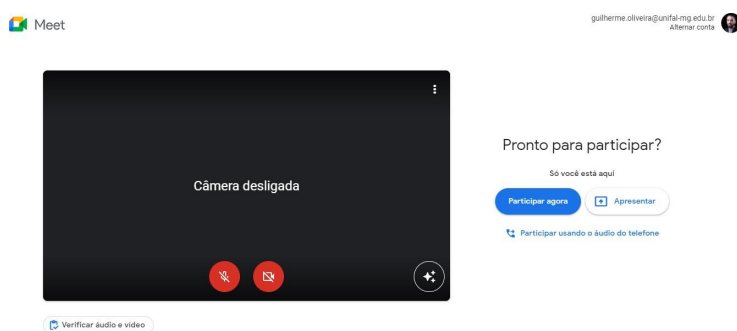 Meet
guilherme.oliveira@unifal-mg.edu.br
Alternar conta
Câmera desligada
Pronto para participar?
Só você está aqui
Participar agora
Apresentar
Participar usando o áudio do telefone
Verificar áudio e vídeo